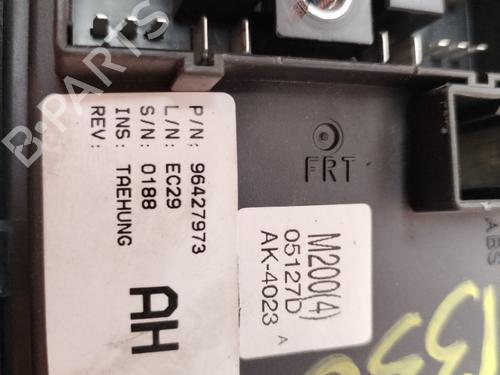 P/N: 96427973
L/N: EC29
S/N: 0188
INS: TAEHUNG
REV:
AH
M200(4)
05127D
AK-4023 A
FRT
ABS
B-PARTS